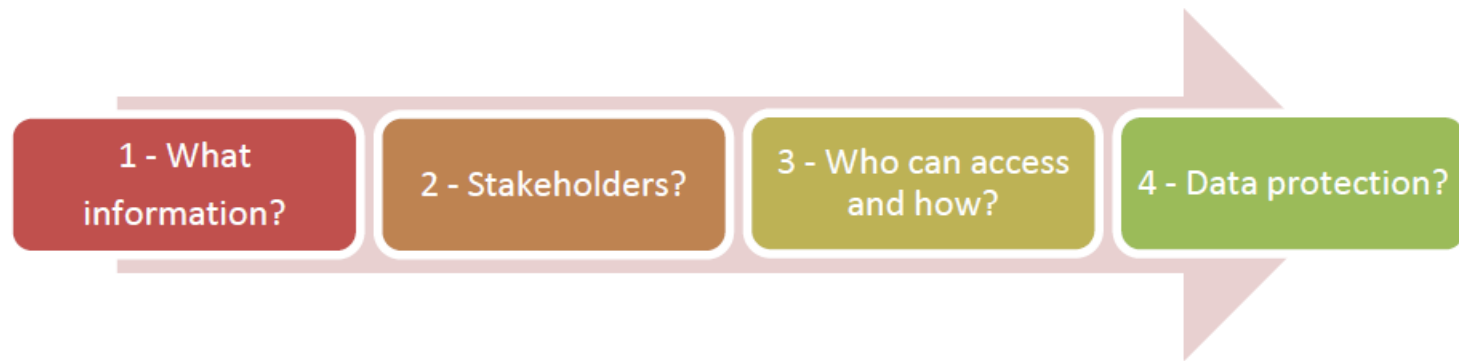 1 - What
information?
2 - Stakeholders?
3 - Who can access
and how?
4 - Data protection?